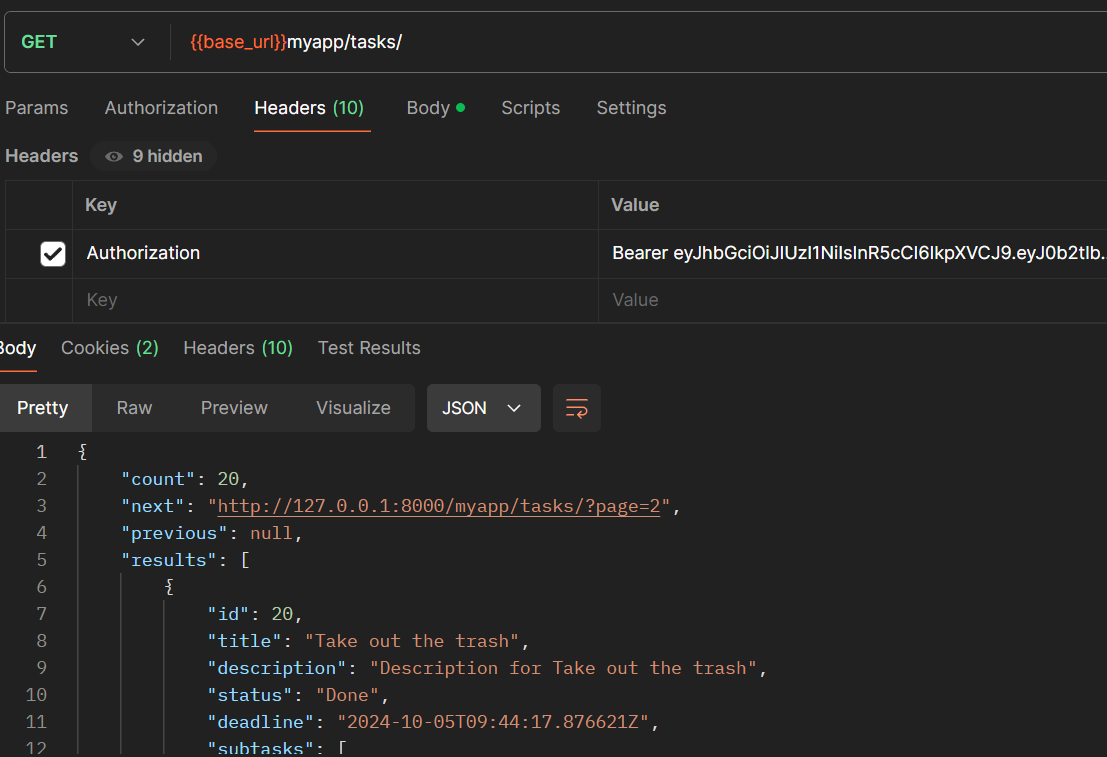 GET {{base_url}}myapp/tasks/
Params Authorization Headers (10) Body Scripts Settings
Headers 9 hidden
Key Value
Authorization Bearer eyJhbGciOiJIUzI1NiIsInR5cCI6IkpXVCJ9.eyJ0b2tlb...
Key Value
Body Cookies (2) Headers (10) Test Results
Pretty Raw Preview Visualize JSON
1 {
2 "count": 20,
3 "next": "http://127.0.0.1:8000/myapp/tasks/?page=2",
4 "previous": null,
5 "results": [
6 {
7 "id": 20,
8 "title": "Take out the trash",
9 "description": "Description for Take out the trash",
10 "status": "Done",
11 "deadline": "2024-10-05T09:44:17.876621Z",
12 "subtasks": [